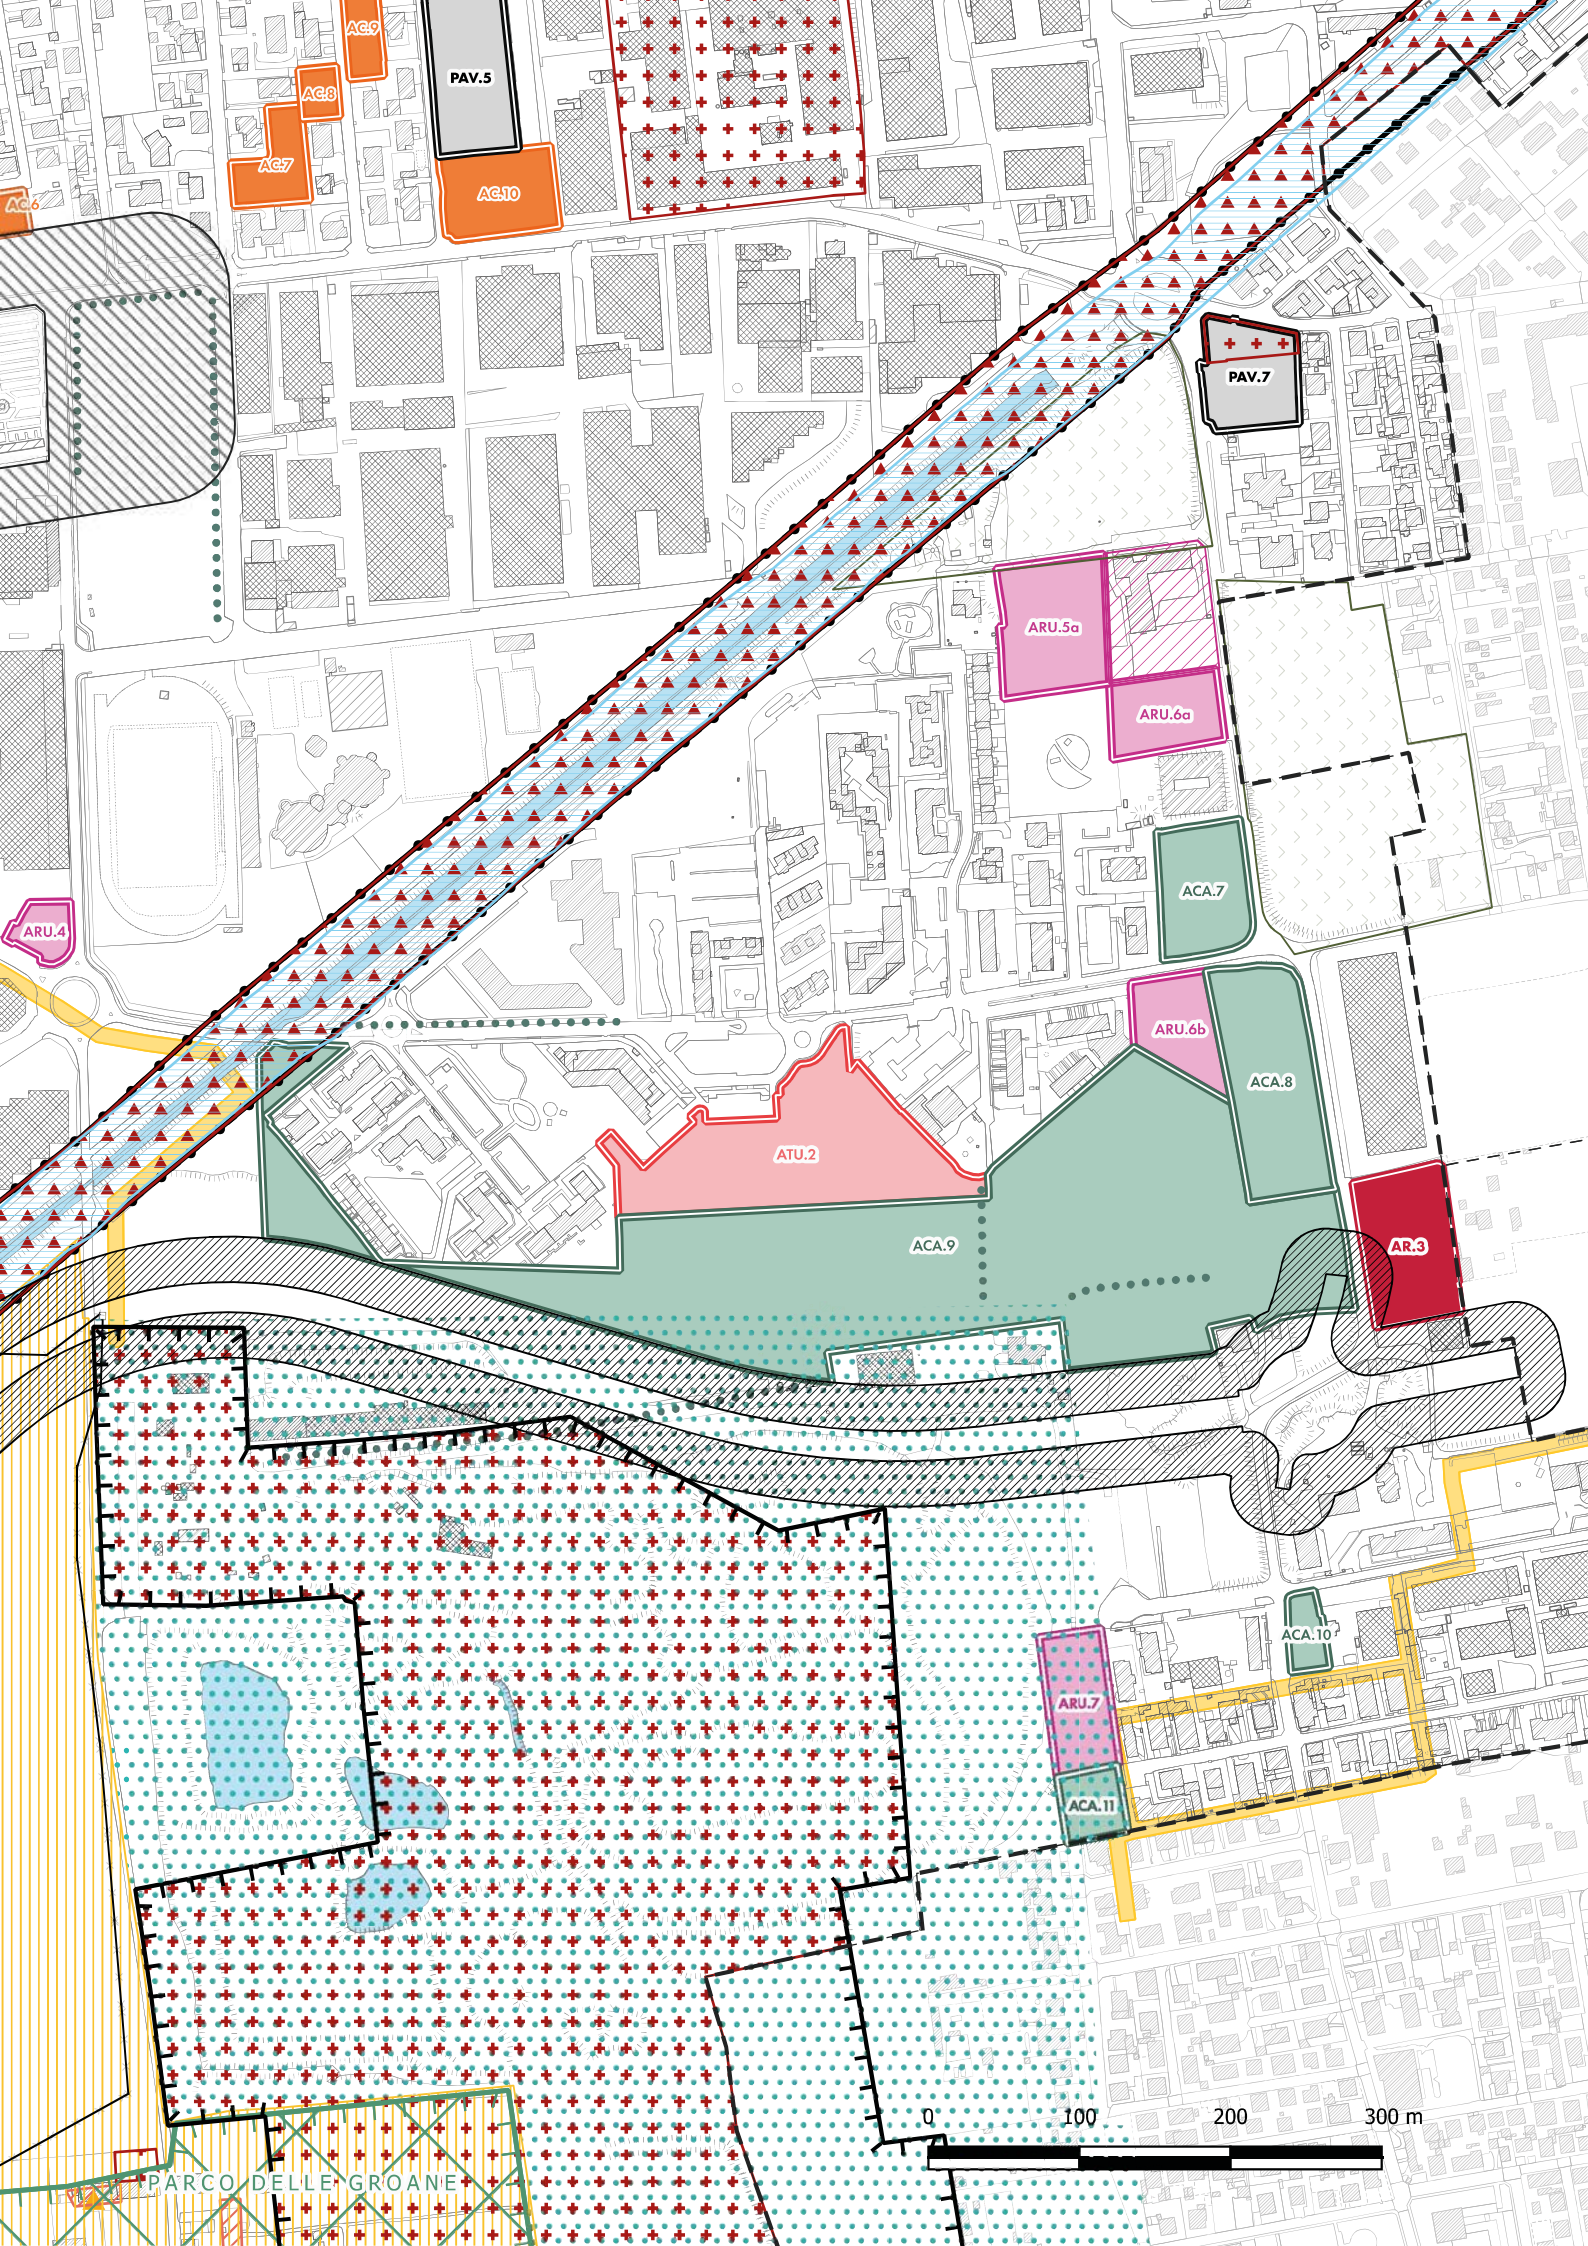 AC.9
PAV.5
AC.8
AC.7
AC.10
AC.6
PAV.7
ARU.5a
ARU.6a
ACA.7
ARU.4
ARU.6b
ACA.8
ATU.2
ACA.9
AR.3
ACA.10
ARU.7
ACA.11
0 100 200 300 m
PARCO DELLE GROANE